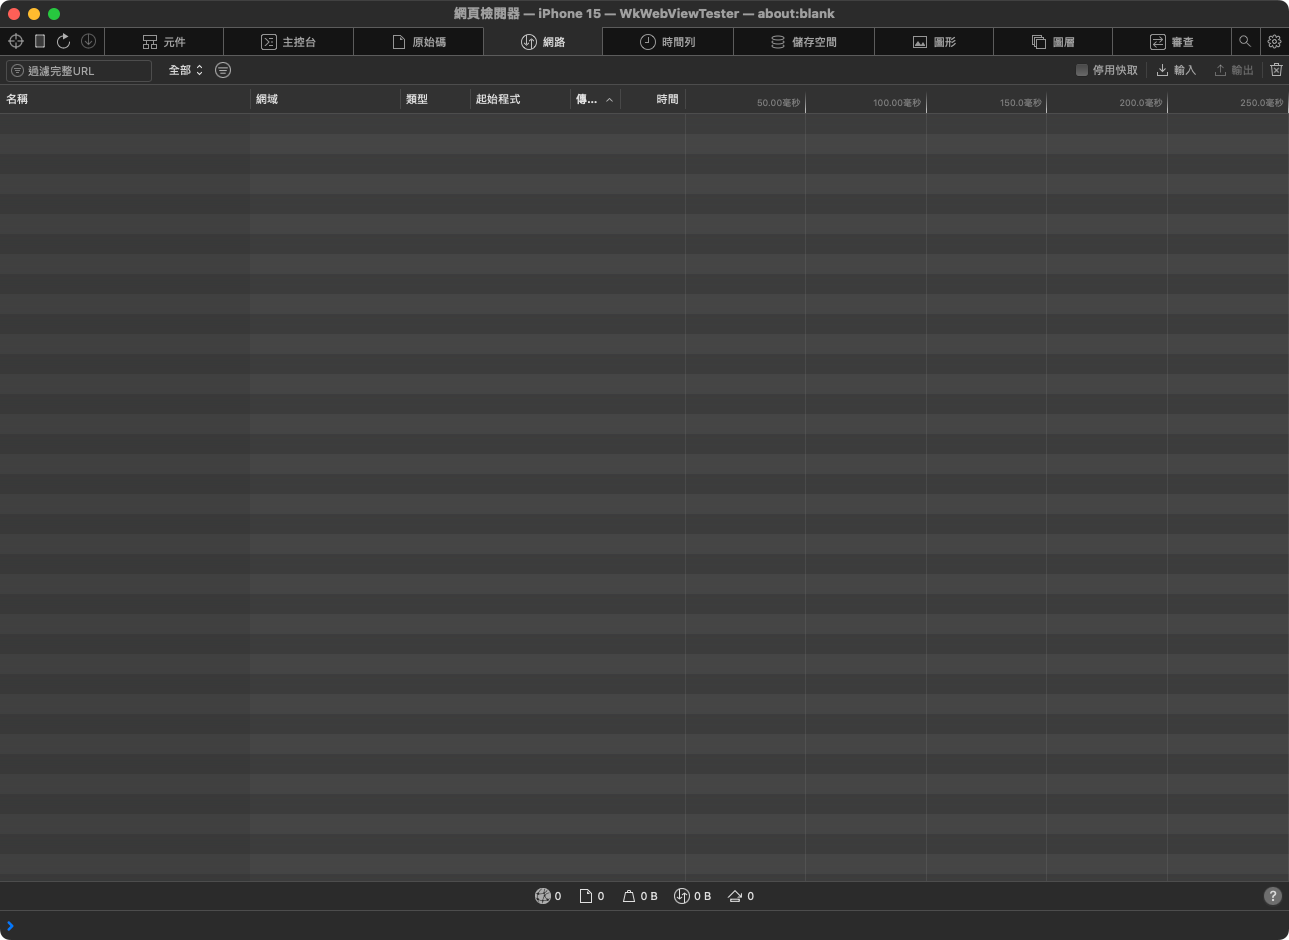 網頁檢閱器 — iPhone 15 — WkWebViewTester — about:blank
元件 主控台 原始碼 網路 時間列 儲存空間 圖形 圖層 審查
過濾完整URL 全部 停用快取 輸入 輸出
名稱 網域 類型 起始程式 傳... 時間 50.00毫秒 100.00毫秒 150.0毫秒 200.0毫秒 250.0毫秒
0 0 0 B 0 B 0 ?